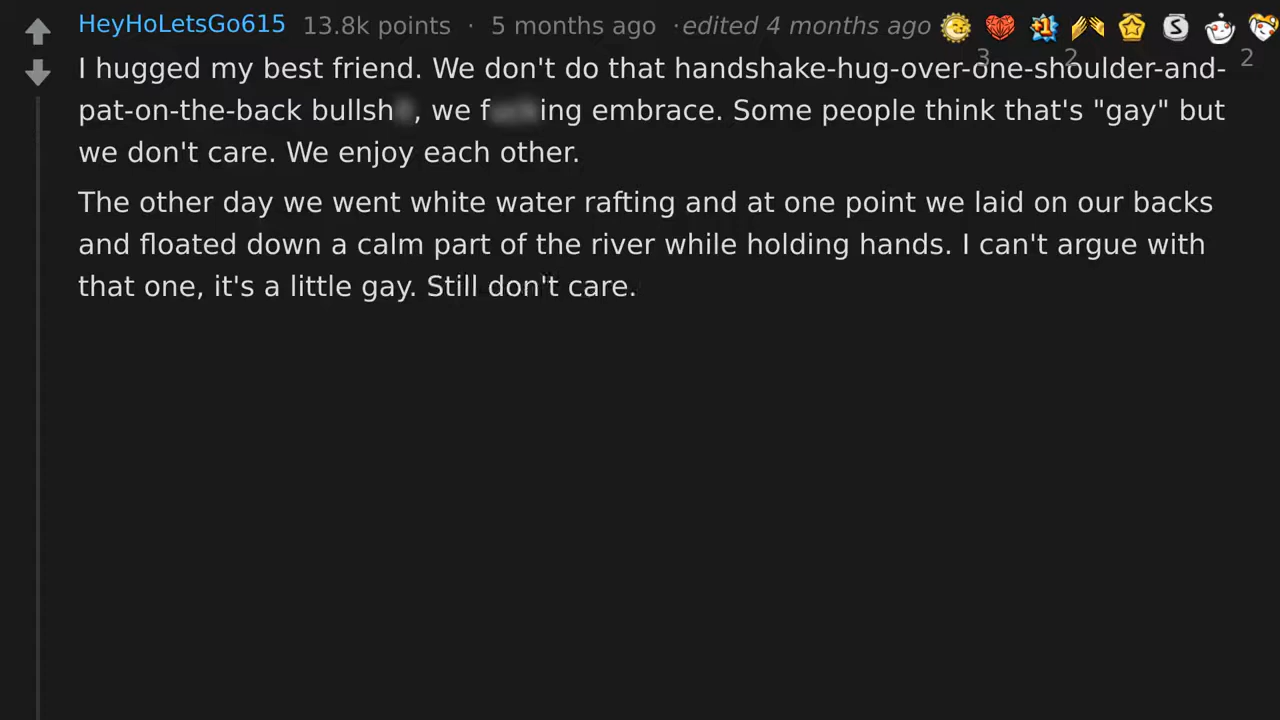 HeyHoLetsGo615 13.8k points · 5 months ago ·edited 4 months ago
3 2 2
I hugged my best friend. We don't do that handshake-hug-over-one-shoulder-and-
pat-on-the-back bullsh , we f ing embrace. Some people think that's "gay" but
we don't care. We enjoy each other.
The other day we went white water rafting and at one point we laid on our backs
and floated down a calm part of the river while holding hands. I can't argue with
that one, it's a little gay. Still don't care.